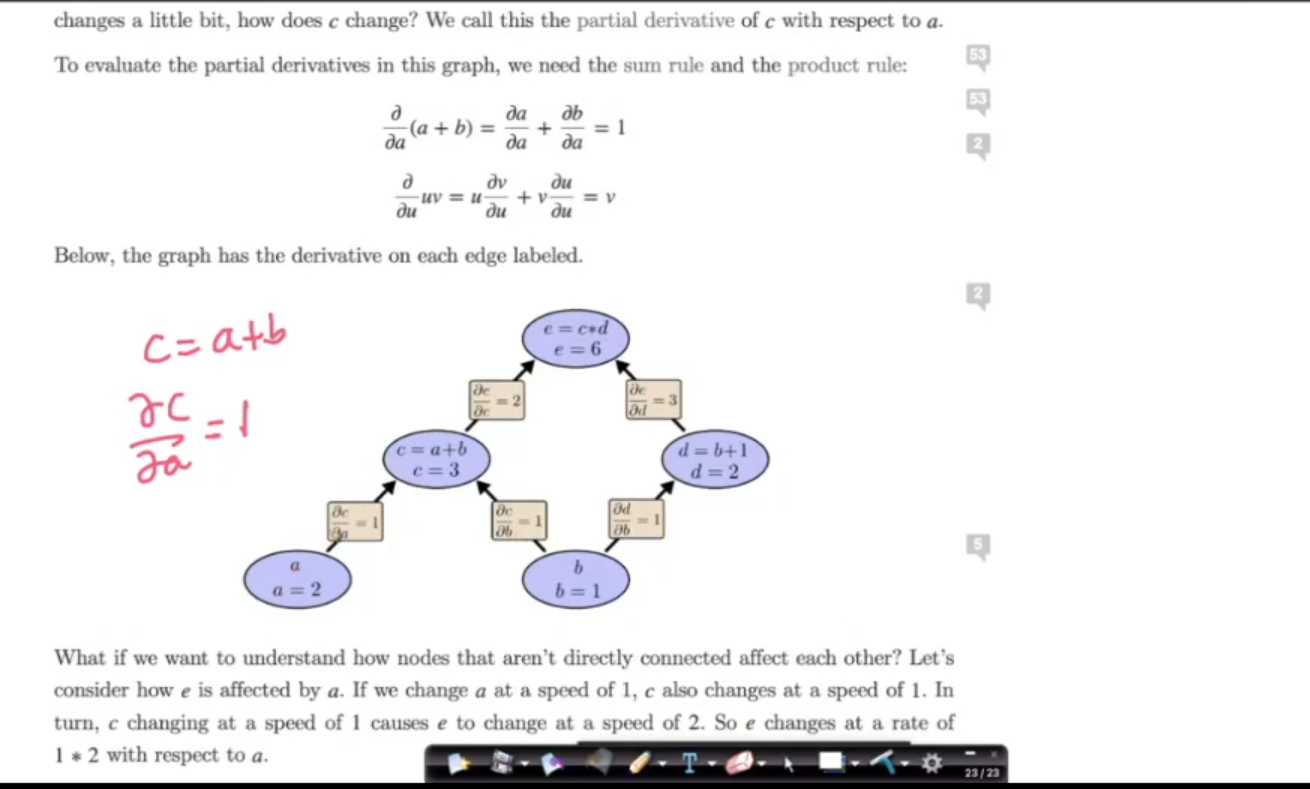 changes a little bit, how does c change? We call this the partial derivative of c with respect to a.
To evaluate the partial derivatives in this graph, we need the sum rule and the product rule:
53
53
∂/∂a (a + b) = ∂a/∂a + ∂b/∂a = 1
2
∂/∂u uv = u ∂v/∂u + v ∂u/∂u = v
Below, the graph has the derivative on each edge labeled.
2
c = a+b
∂c/∂a = 1
e = c*d
e = 6
∂e/∂c = 2
∂e/∂d = 3
c = a+b
c = 3
d = b+1
d = 2
∂c/∂a = 1
∂c/∂b = 1
∂d/∂b = 1
5
a
a = 2
b
b = 1
What if we want to understand how nodes that aren't directly connected affect each other? Let's
consider how e is affected by a. If we change a at a speed of 1, c also changes at a speed of 1. In
turn, c changing at a speed of 1 causes e to change at a speed of 2. So e changes at a rate of
1 * 2 with respect to a.
T
23/23